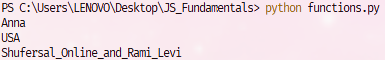 PS C:\Users\LENOVO\Desktop\JS_Fundamentals> python functions.py
Anna
USA
Shufersal_Online_and_Rami_Levi